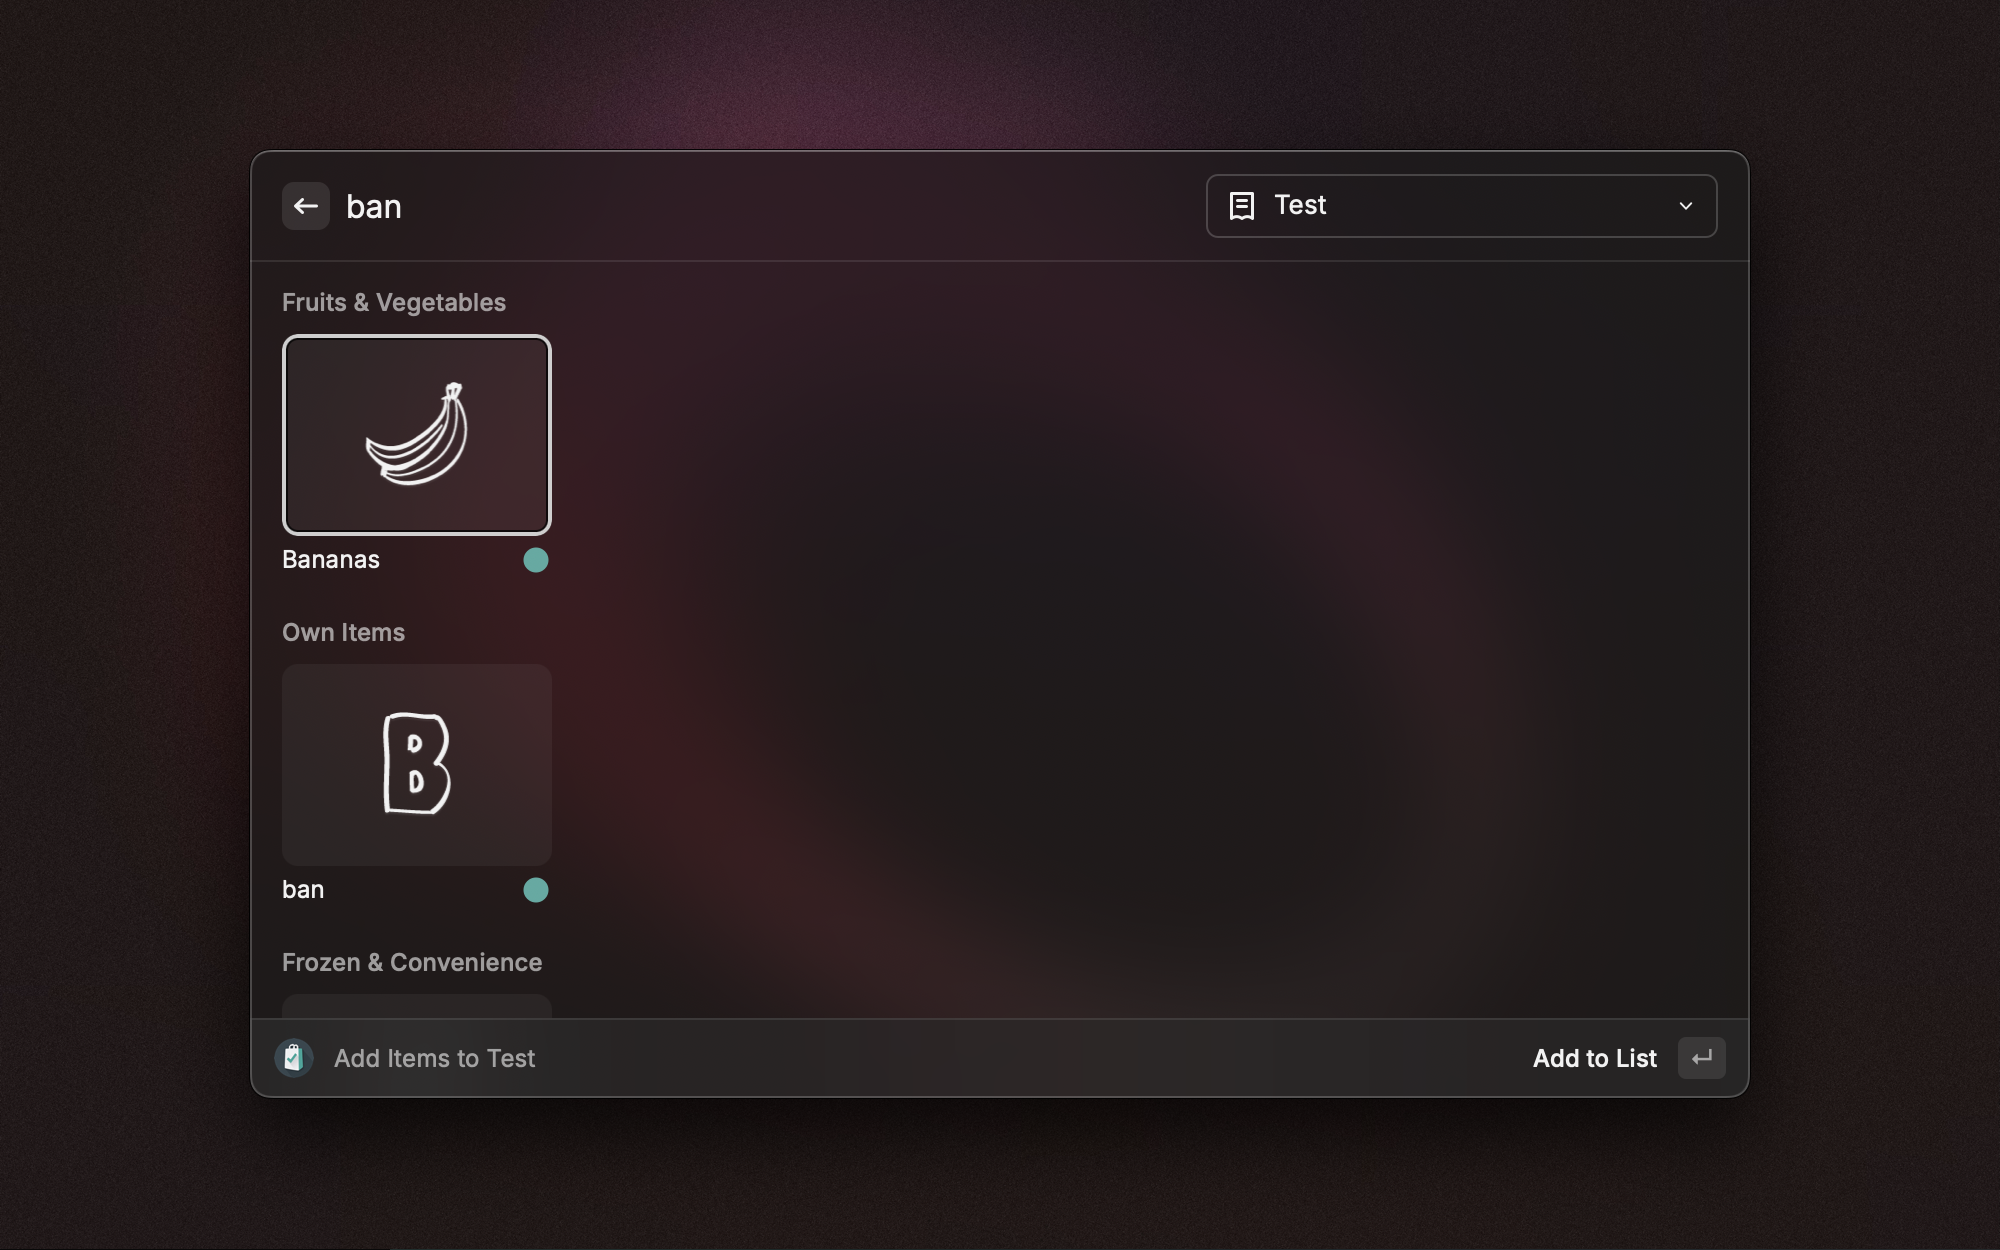 ban
Test
Fruits & Vegetables
Bananas
Own Items
B
ban
Frozen & Convenience
Add Items to Test
Add to List